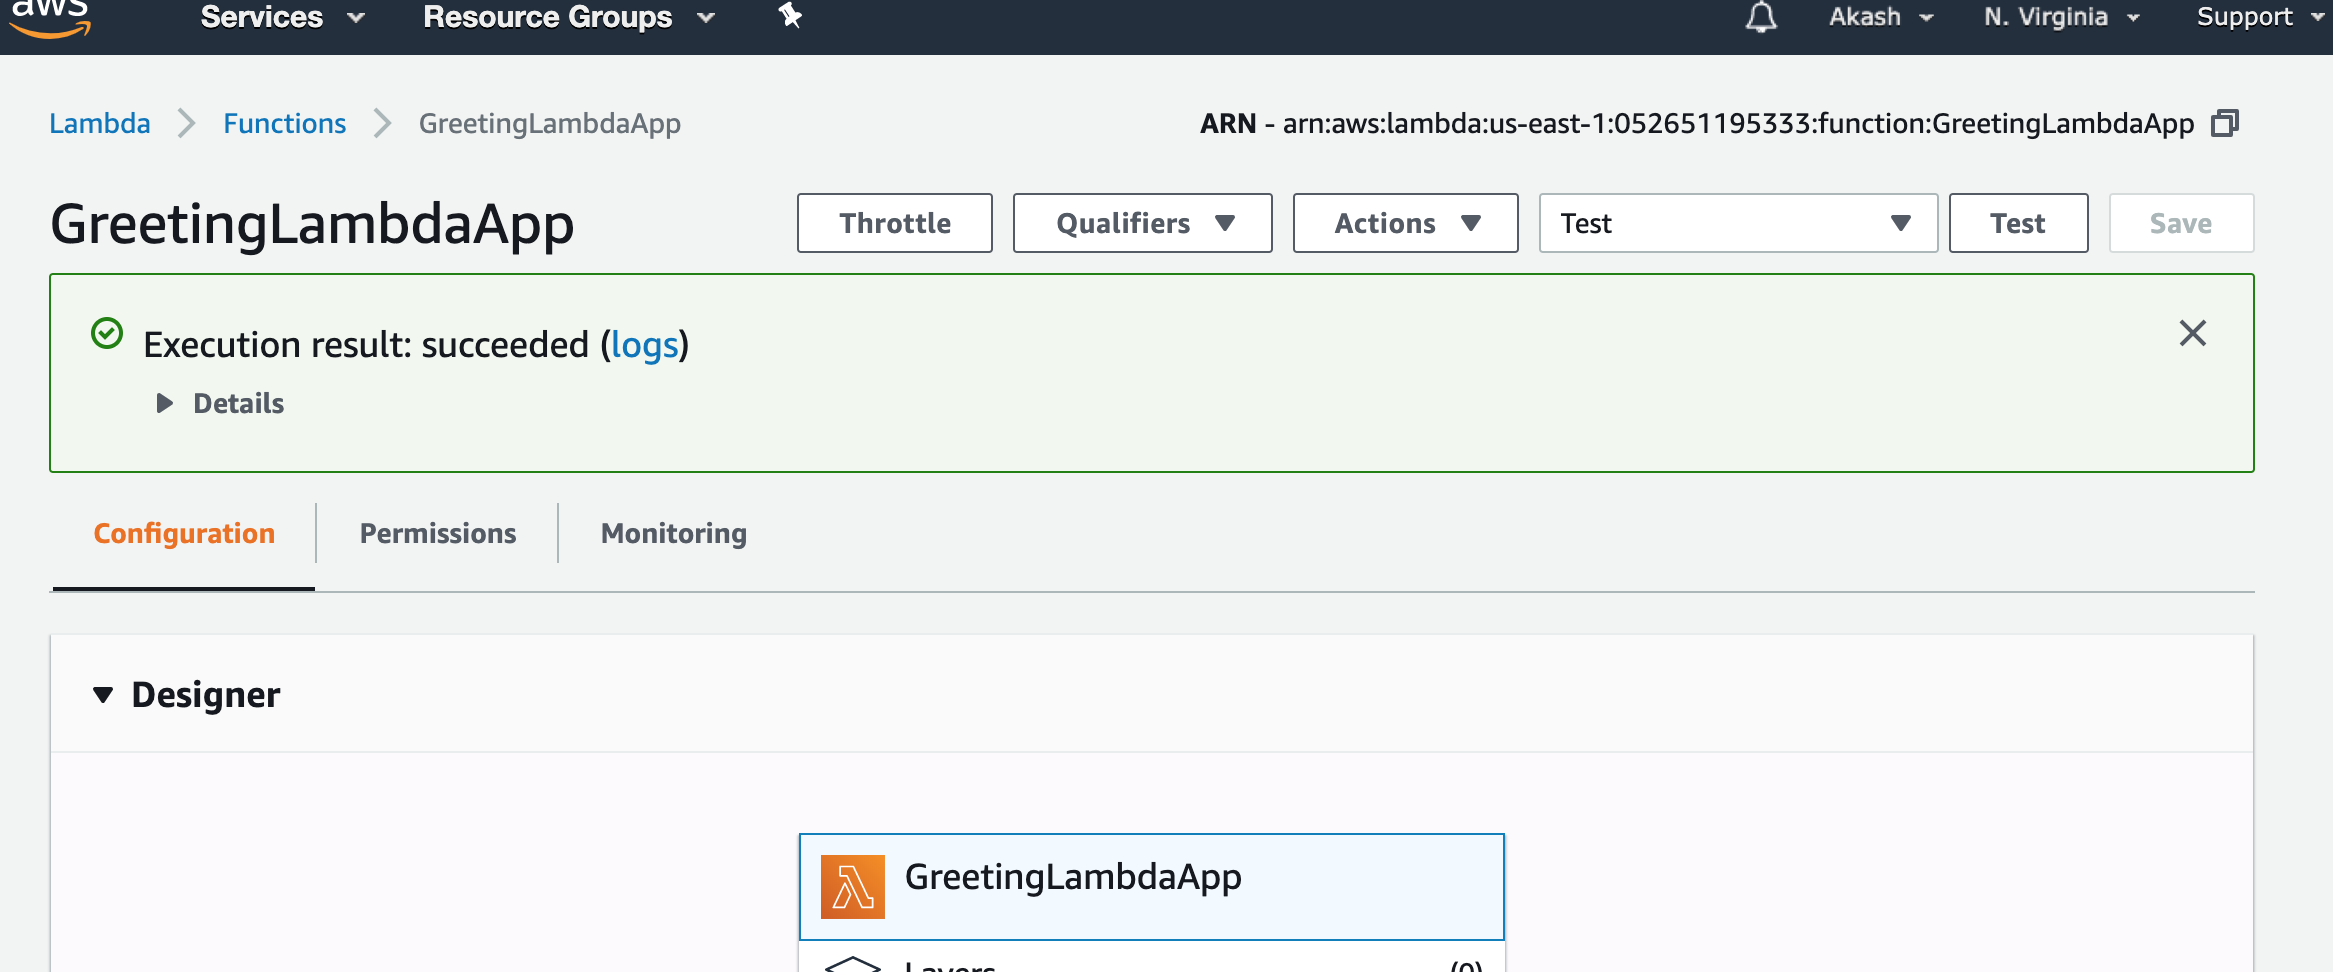 aws Services Resource Groups Akash N. Virginia Support
Lambda Functions GreetingLambdaApp ARN - arn:aws:lambda:us-east-1:052651195333:function:GreetingLambdaApp
GreetingLambdaApp Throttle Qualifiers Actions Test Test Save
Execution result: succeeded (logs)
Details
Configuration Permissions Monitoring
Designer
GreetingLambdaApp
Layers (0)